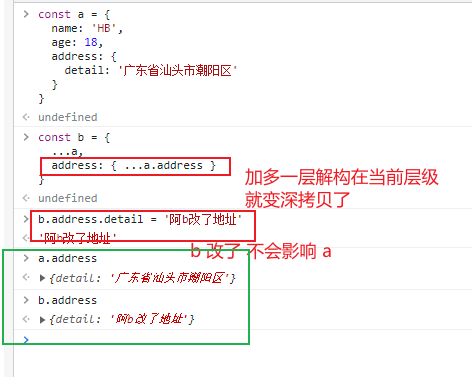 const a = {
name: 'HB',
age: 18,
address: {
detail: '广东省汕头市潮阳区'
}
}
undefined
const b = {
...a,
address: { ...a.address }
}
加多一层解构在当前层级
就变深拷贝了
undefined
b.address.detail = '阿b改了地址'
'阿b改了地址'
b 改了 不会影响 a
a.address
{detail: '广东省汕头市潮阳区'}
b.address
{detail: '阿b改了地址'}